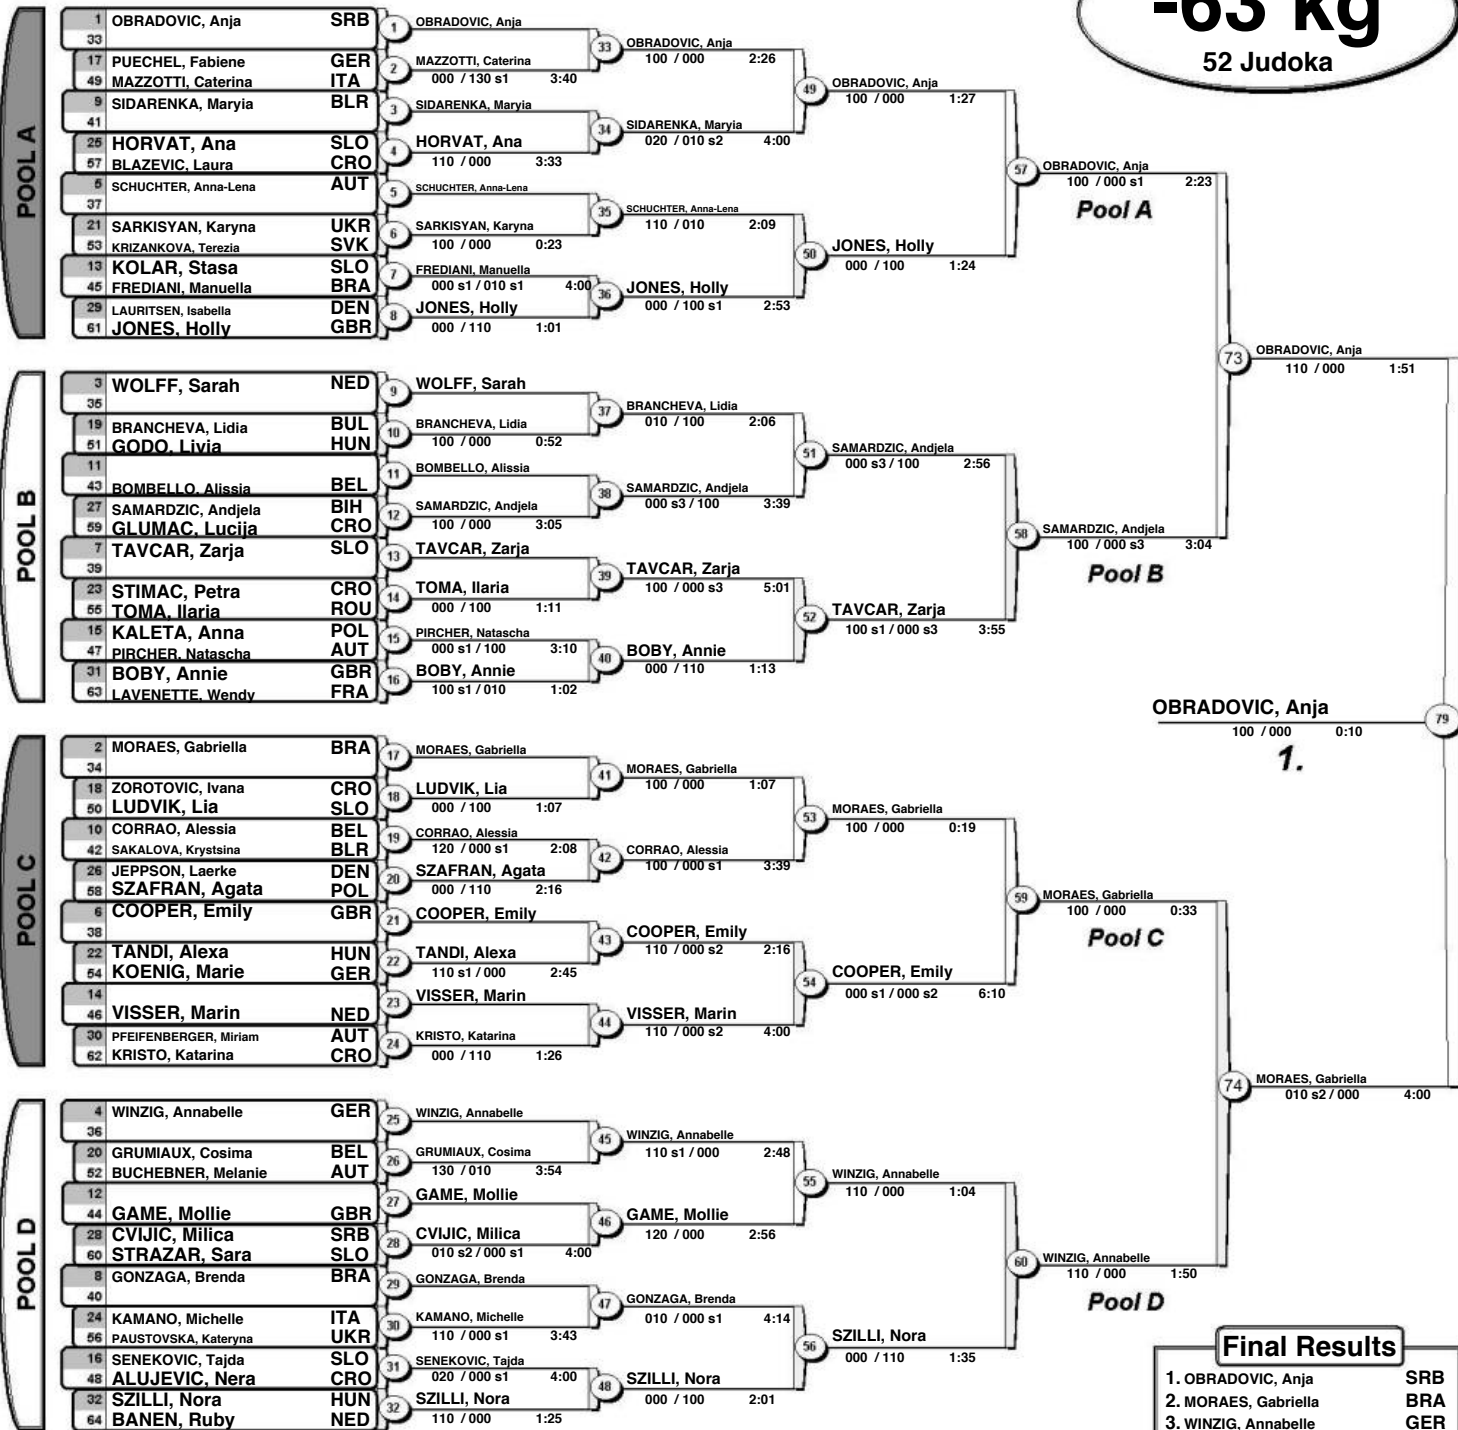 -63 kg
52 Judoka
POOL A
1 OBRADOVIC, Anja SRB
33
17 PUECHEL, Fabiene GER
49 MAZZOTTI, Caterina ITA
9 SIDARENKA, Maryia BLR
41
25 HORVAT, Ana SLO
57 BLAZEVIC, Laura CRO
5 SCHUCHTER, Anna-Lena AUT
37
21 SARKISYAN, Karyna UKR
53 KRIZANKOVA, Terezia SVK
13 KOLAR, Stasa SLO
45 FREDIANI, Manuella BRA
29 LAURITSEN, Isabella DEN
61 JONES, Holly GBR
1 OBRADOVIC, Anja
2 MAZZOTTI, Caterina
000 / 130 s1 3:40
3 SIDARENKA, Maryia
4 HORVAT, Ana
110 / 000 3:33
5 SCHUCHTER, Anna-Lena
6 SARKISYAN, Karyna
100 / 000 0:23
7 FREDIANI, Manuella
000 s1 / 010 s1 4:00
8 JONES, Holly
000 / 110 1:01
33 OBRADOVIC, Anja
100 / 000 2:26
34 SIDARENKA, Maryia
020 / 010 s2 4:00
35 SCHUCHTER, Anna-Lena
110 / 010 2:09
36 JONES, Holly
000 / 100 s1 2:53
49 OBRADOVIC, Anja
100 / 000 1:27
50 JONES, Holly
000 / 100 1:24
57 OBRADOVIC, Anja
100 / 000 s1 2:23
Pool A
POOL B
3 WOLFF, Sarah NED
35
19 BRANCHEVA, Lidia BUL
51 GODO, Livia HUN
11
43 BOMBELLO, Alissia BEL
27 SAMARDZIC, Andjela BIH
59 GLUMAC, Lucija CRO
7 TAVCAR, Zarja SLO
39
23 STIMAC, Petra CRO
55 TOMA, Ilaria ROU
15 KALETA, Anna POL
47 PIRCHER, Natascha AUT
31 BOBY, Annie GBR
63 LAVENETTE, Wendy FRA
9 WOLFF, Sarah
10 BRANCHEVA, Lidia
100 / 000 0:52
11 BOMBELLO, Alissia
12 SAMARDZIC, Andjela
100 / 000 3:05
13 TAVCAR, Zarja
14 TOMA, Ilaria
000 / 100 1:11
15 PIRCHER, Natascha
000 s1 / 100 3:10
16 BOBY, Annie
100 s1 / 010 1:02
37 BRANCHEVA, Lidia
010 / 100 2:06
38 SAMARDZIC, Andjela
000 s3 / 100 3:39
39 TAVCAR, Zarja
100 / 000 s3 5:01
40 BOBY, Annie
000 / 110 1:13
51 SAMARDZIC, Andjela
000 s3 / 100 2:56
52 TAVCAR, Zarja
100 s1 / 000 s3 3:55
58 SAMARDZIC, Andjela
100 / 000 s3 3:04
Pool B
73 OBRADOVIC, Anja
110 / 000 1:51
OBRADOVIC, Anja 79
100 / 000 0:10
1.
POOL C
2 MORAES, Gabriella BRA
34
18 ZOROTOVIC, Ivana CRO
50 LUDVIK, Lia SLO
10 CORRAO, Alessia BEL
42 SAKALOVA, Krystsina BLR
26 JEPPSON, Laerke DEN
58 SZAFRAN, Agata POL
6 COOPER, Emily GBR
38
22 TANDI, Alexa HUN
54 KOENIG, Marie GER
14
46 VISSER, Marin NED
30 PFEIFENBERGER, Miriam AUT
62 KRISTO, Katarina CRO
17 MORAES, Gabriella
18 LUDVIK, Lia
000 / 100 1:07
19 CORRAO, Alessia
120 / 000 s1 2:08
20 SZAFRAN, Agata
000 / 110 2:16
21 COOPER, Emily
22 TANDI, Alexa
110 s1 / 000 2:45
23 VISSER, Marin
24 KRISTO, Katarina
000 / 110 1:26
41 MORAES, Gabriella
100 / 000 1:07
42 CORRAO, Alessia
100 / 000 s1 3:39
43 COOPER, Emily
110 / 000 s2 2:16
44 VISSER, Marin
110 / 000 s2 4:00
53 MORAES, Gabriella
100 / 000 0:19
54 COOPER, Emily
000 s1 / 000 s2 6:10
59 MORAES, Gabriella
100 / 000 0:33
Pool C
74 MORAES, Gabriella
010 s2 / 000 4:00
POOL D
4 WINZIG, Annabelle GER
36
20 GRUMIAUX, Cosima BEL
52 BUCHEBNER, Melanie AUT
12
44 GAME, Mollie GBR
28 CVIJIC, Milica SRB
60 STRAZAR, Sara SLO
8 GONZAGA, Brenda BRA
40
24 KAMANO, Michelle ITA
56 PAUSTOVSKA, Kateryna UKR
16 SENEKOVIC, Tajda SLO
48 ALUJEVIC, Nera CRO
32 SZILLI, Nora HUN
64 BANEN, Ruby NED
25 WINZIG, Annabelle
26 GRUMIAUX, Cosima
130 / 010 3:54
27 GAME, Mollie
28 CVIJIC, Milica
010 s2 / 000 s1 4:00
29 GONZAGA, Brenda
30 KAMANO, Michelle
110 / 000 s1 3:43
31 SENEKOVIC, Tajda
020 / 000 s1 4:00
32 SZILLI, Nora
110 / 000 1:25
45 WINZIG, Annabelle
110 s1 / 000 2:48
46 GAME, Mollie
120 / 000 2:56
47 GONZAGA, Brenda
010 / 000 s1 4:14
48 SZILLI, Nora
000 / 100 2:01
55 WINZIG, Annabelle
110 / 000 1:04
56 SZILLI, Nora
000 / 110 1:35
60 WINZIG, Annabelle
110 / 000 1:50
Pool D
Final Results
1. OBRADOVIC, Anja SRB
2. MORAES, Gabriella BRA
3. WINZIG, Annabelle GER